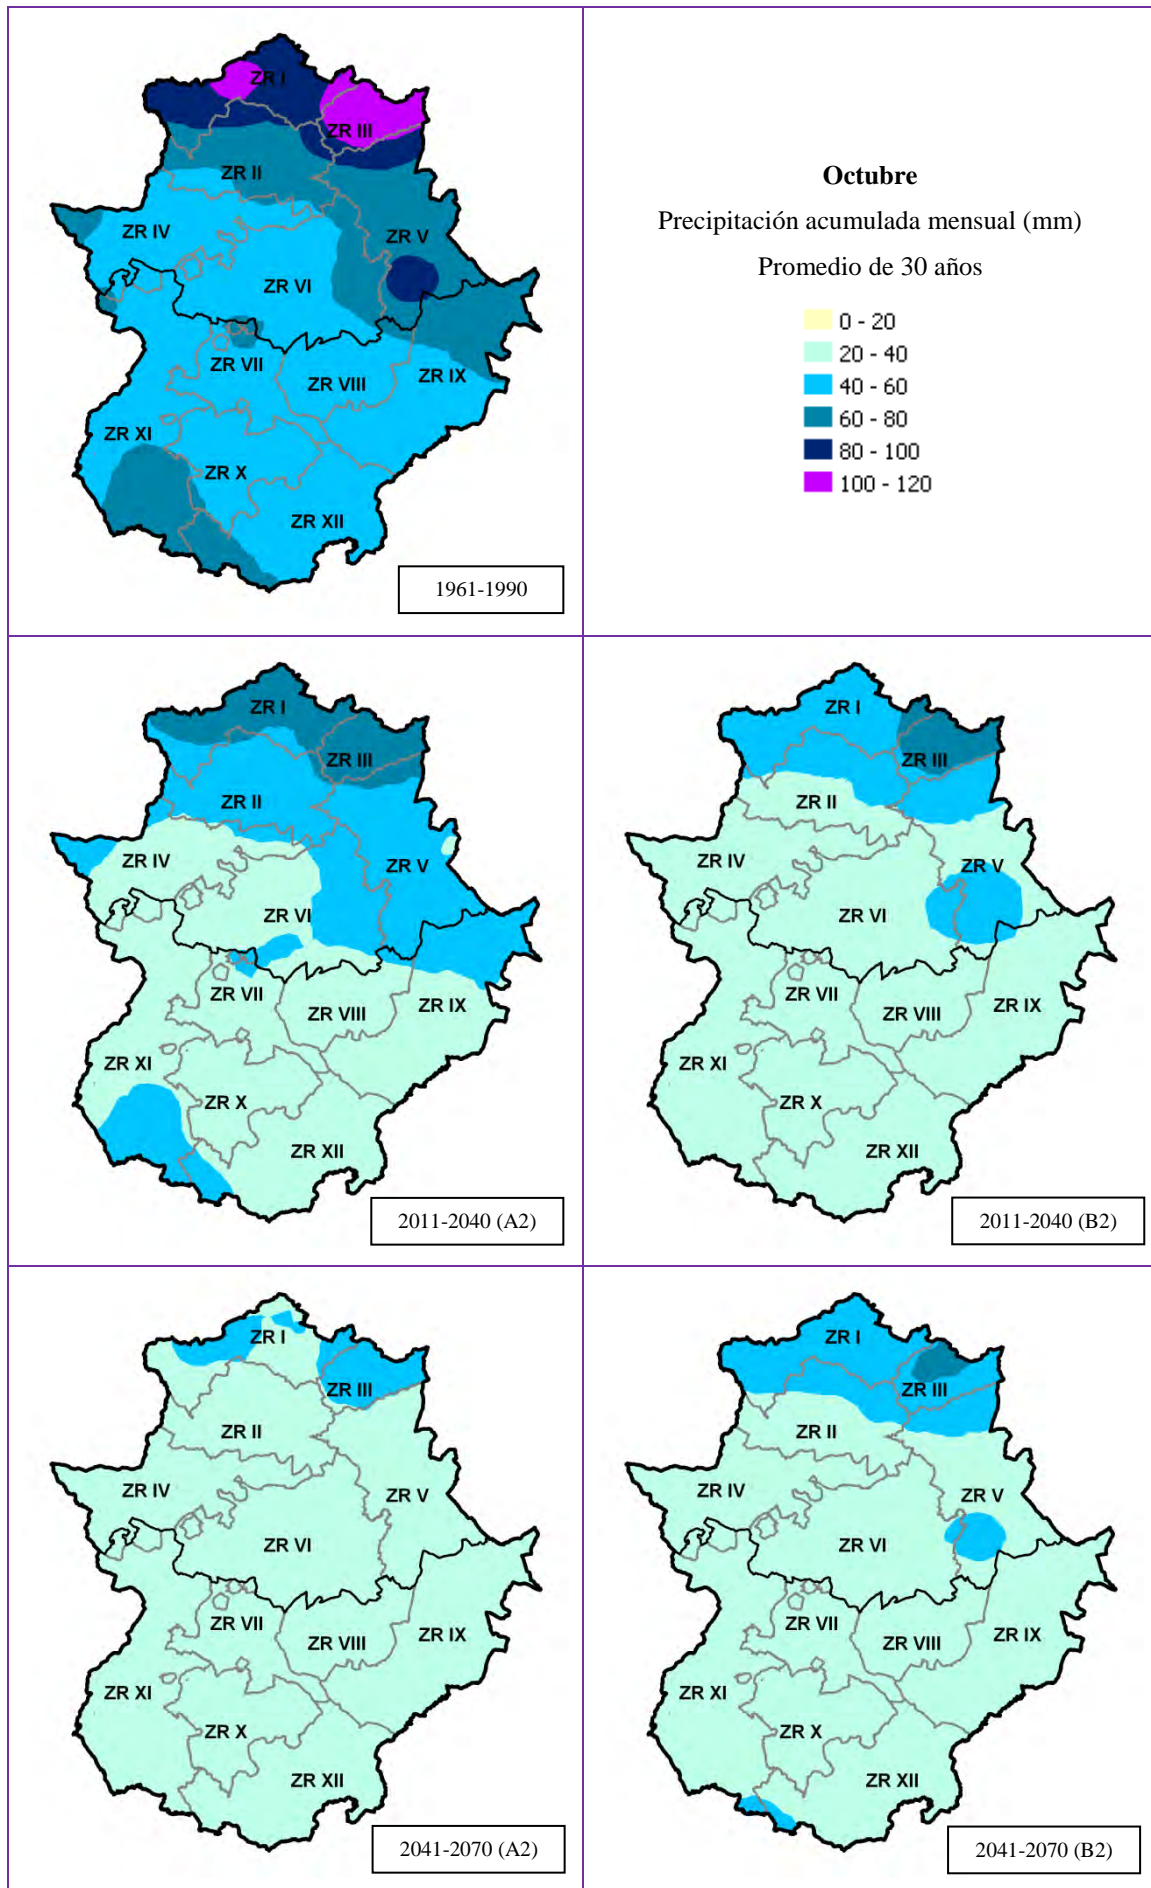 ZR I
ZR III
ZR II
ZR IV
ZR V
ZR VI
ZR VII
ZR VIII
ZR IX
ZR XI
ZR X
ZR XII
1961-1990
Octubre
Precipitación acumulada mensual (mm)
Promedio de 30 años
0 - 20
20 - 40
40 - 60
60 - 80
80 - 100
100 - 120
ZR I
ZR III
ZR II
ZR IV
ZR V
ZR VI
ZR VII
ZR VIII
ZR IX
ZR XI
ZR X
ZR XII
2011-2040 (A2)
ZR I
ZR III
ZR II
ZR IV
ZR V
ZR VI
ZR VII
ZR VIII
ZR IX
ZR XI
ZR X
ZR XII
2011-2040 (B2)
ZR I
ZR III
ZR II
ZR IV
ZR V
ZR VI
ZR VII
ZR VIII
ZR IX
ZR XI
ZR X
ZR XII
2041-2070 (A2)
ZR I
ZR III
ZR II
ZR IV
ZR V
ZR VI
ZR VII
ZR VIII
ZR IX
ZR XI
ZR X
ZR XII
2041-2070 (B2)